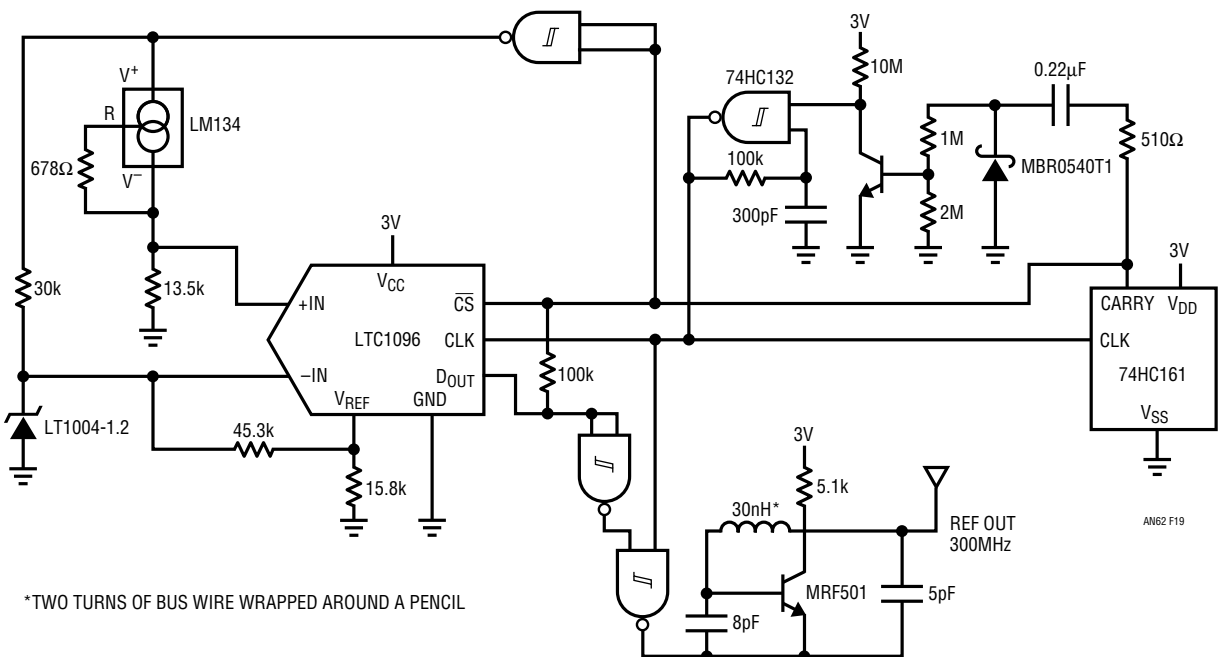 3V
10M
74HC132
0.22µF
V+
R
LM134
678Ω
V−
100k
300pF
1M
2M
MBR0540T1
510Ω
30k
13.5k
3V
VCC
+IN
CS
LTC1096
CLK
−IN
DOUT
VREF
GND
LT1004-1.2
45.3k
15.8k
100k
3V
CARRY VDD
CLK
74HC161
VSS
3V
5.1k
30nH*
REF OUT
300MHz
MRF501
8pF
5pF
AN62 F19
*TWO TURNS OF BUS WIRE WRAPPED AROUND A PENCIL